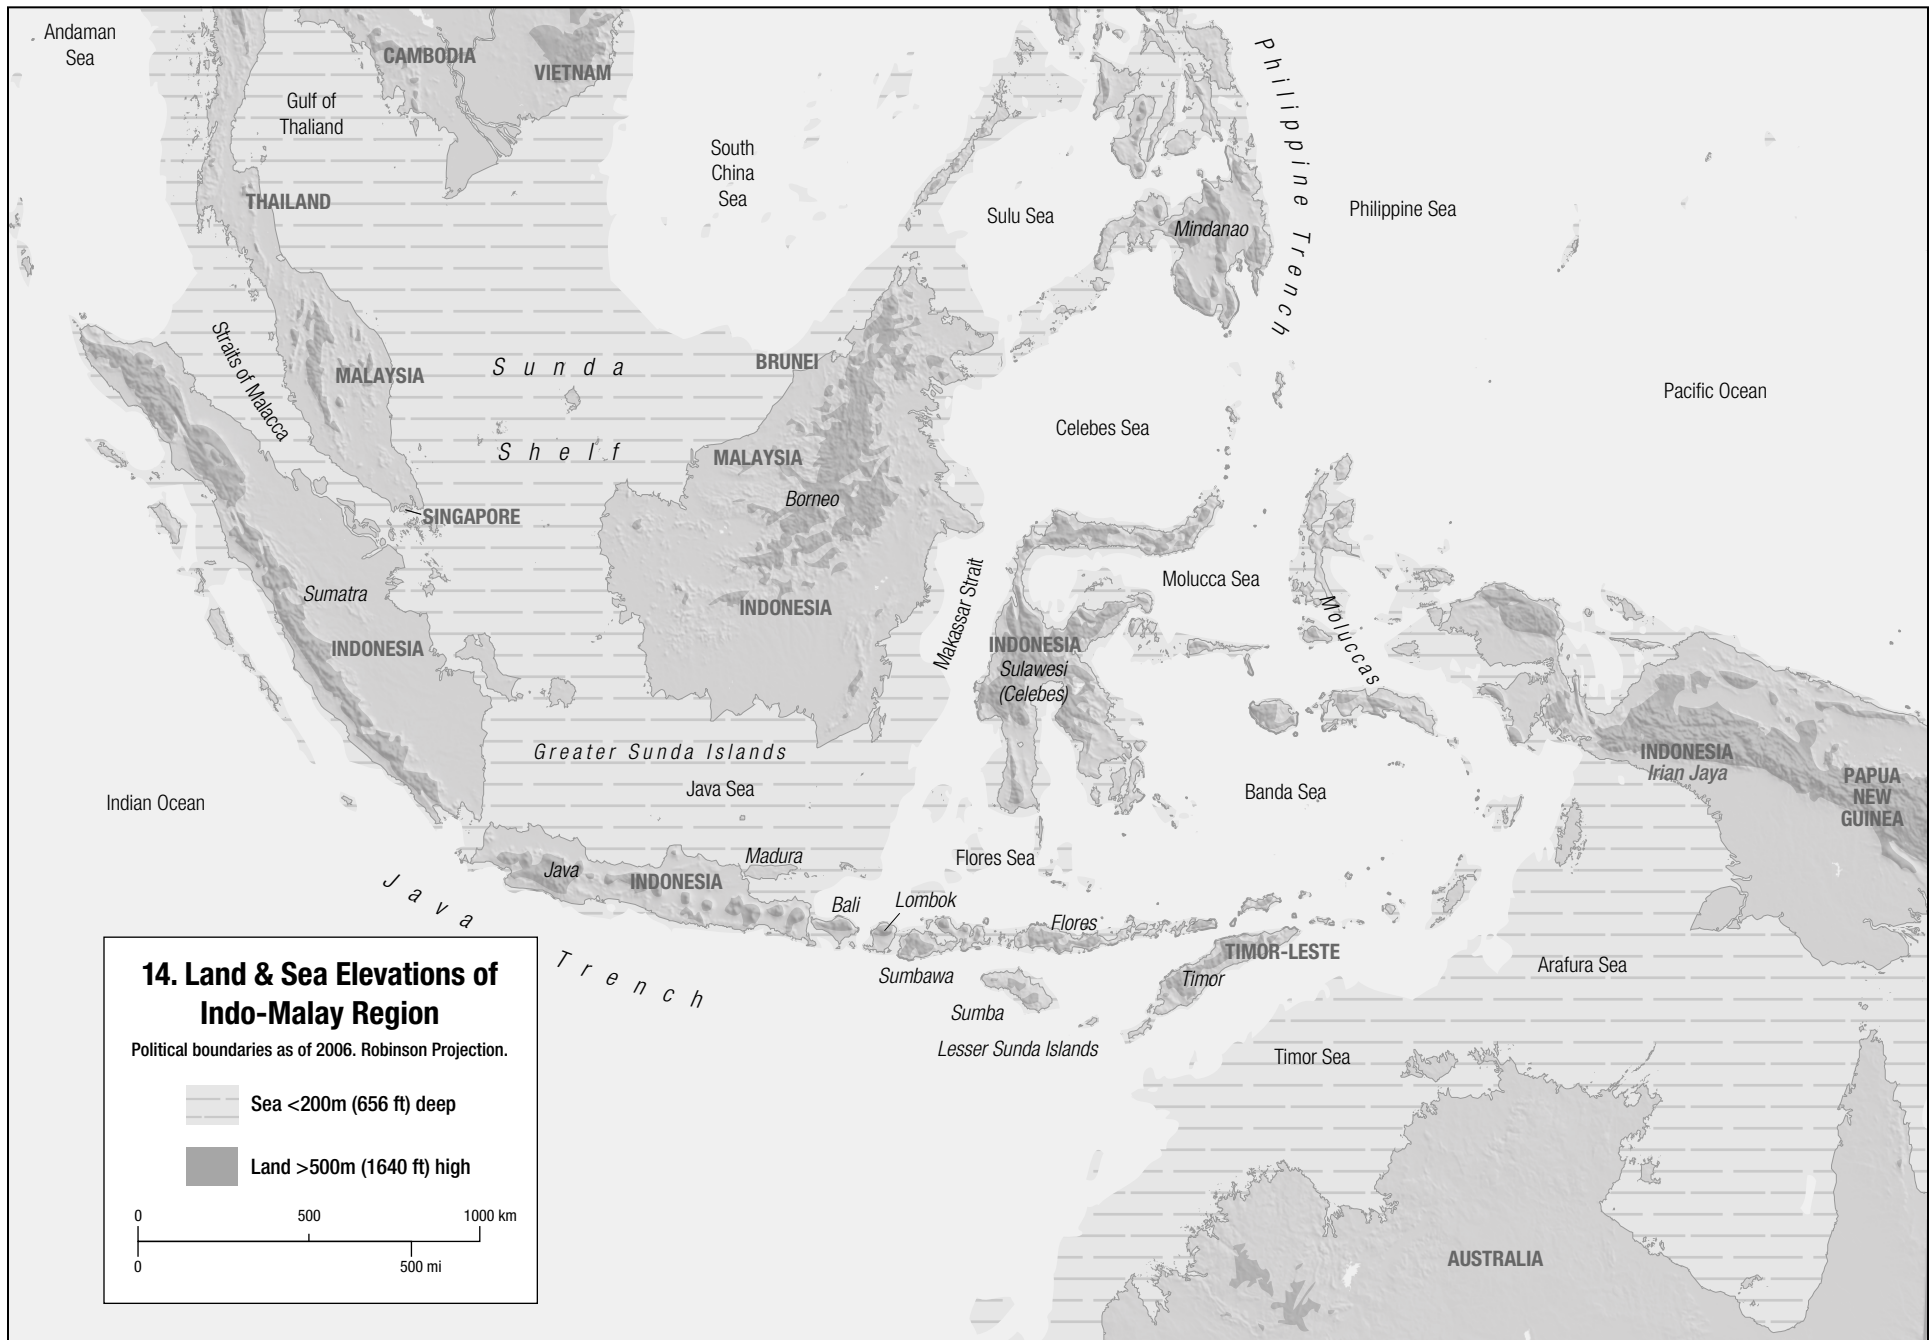 Andaman
Sea
CAMBODIA
VIETNAM
Gulf of
Thaliand
South
China
Sea
THAILAND
Sulu Sea
Mindanao
Philippine Trench
Philippine Sea
Straits of Malacca
MALAYSIA
Sunda
Shelf
BRUNEI
Pacific Ocean
Celebes Sea
MALAYSIA
Borneo
SINGAPORE
Sumatra
INDONESIA
INDONESIA
Makassar Strait
Molucca Sea
Moluccas
INDONESIA
Sulawesi
(Celebes)
Greater Sunda Islands
Java Sea
Indian Ocean
Banda Sea
INDONESIA
Irian Jaya
PAPUA
NEW
GUINEA
Flores Sea
Java
INDONESIA
Madura
Bali
Lombok
Flores
Java Trench
Sumbawa
Sumba
Lesser Sunda Islands
TIMOR-LESTE
Timor
Arafura Sea
Timor Sea
AUSTRALIA
14. Land & Sea Elevations of
Indo-Malay Region
Political boundaries as of 2006. Robinson Projection.
Sea <200m (656 ft) deep
Land >500m (1640 ft) high
0 500 1000 km
0 500 mi